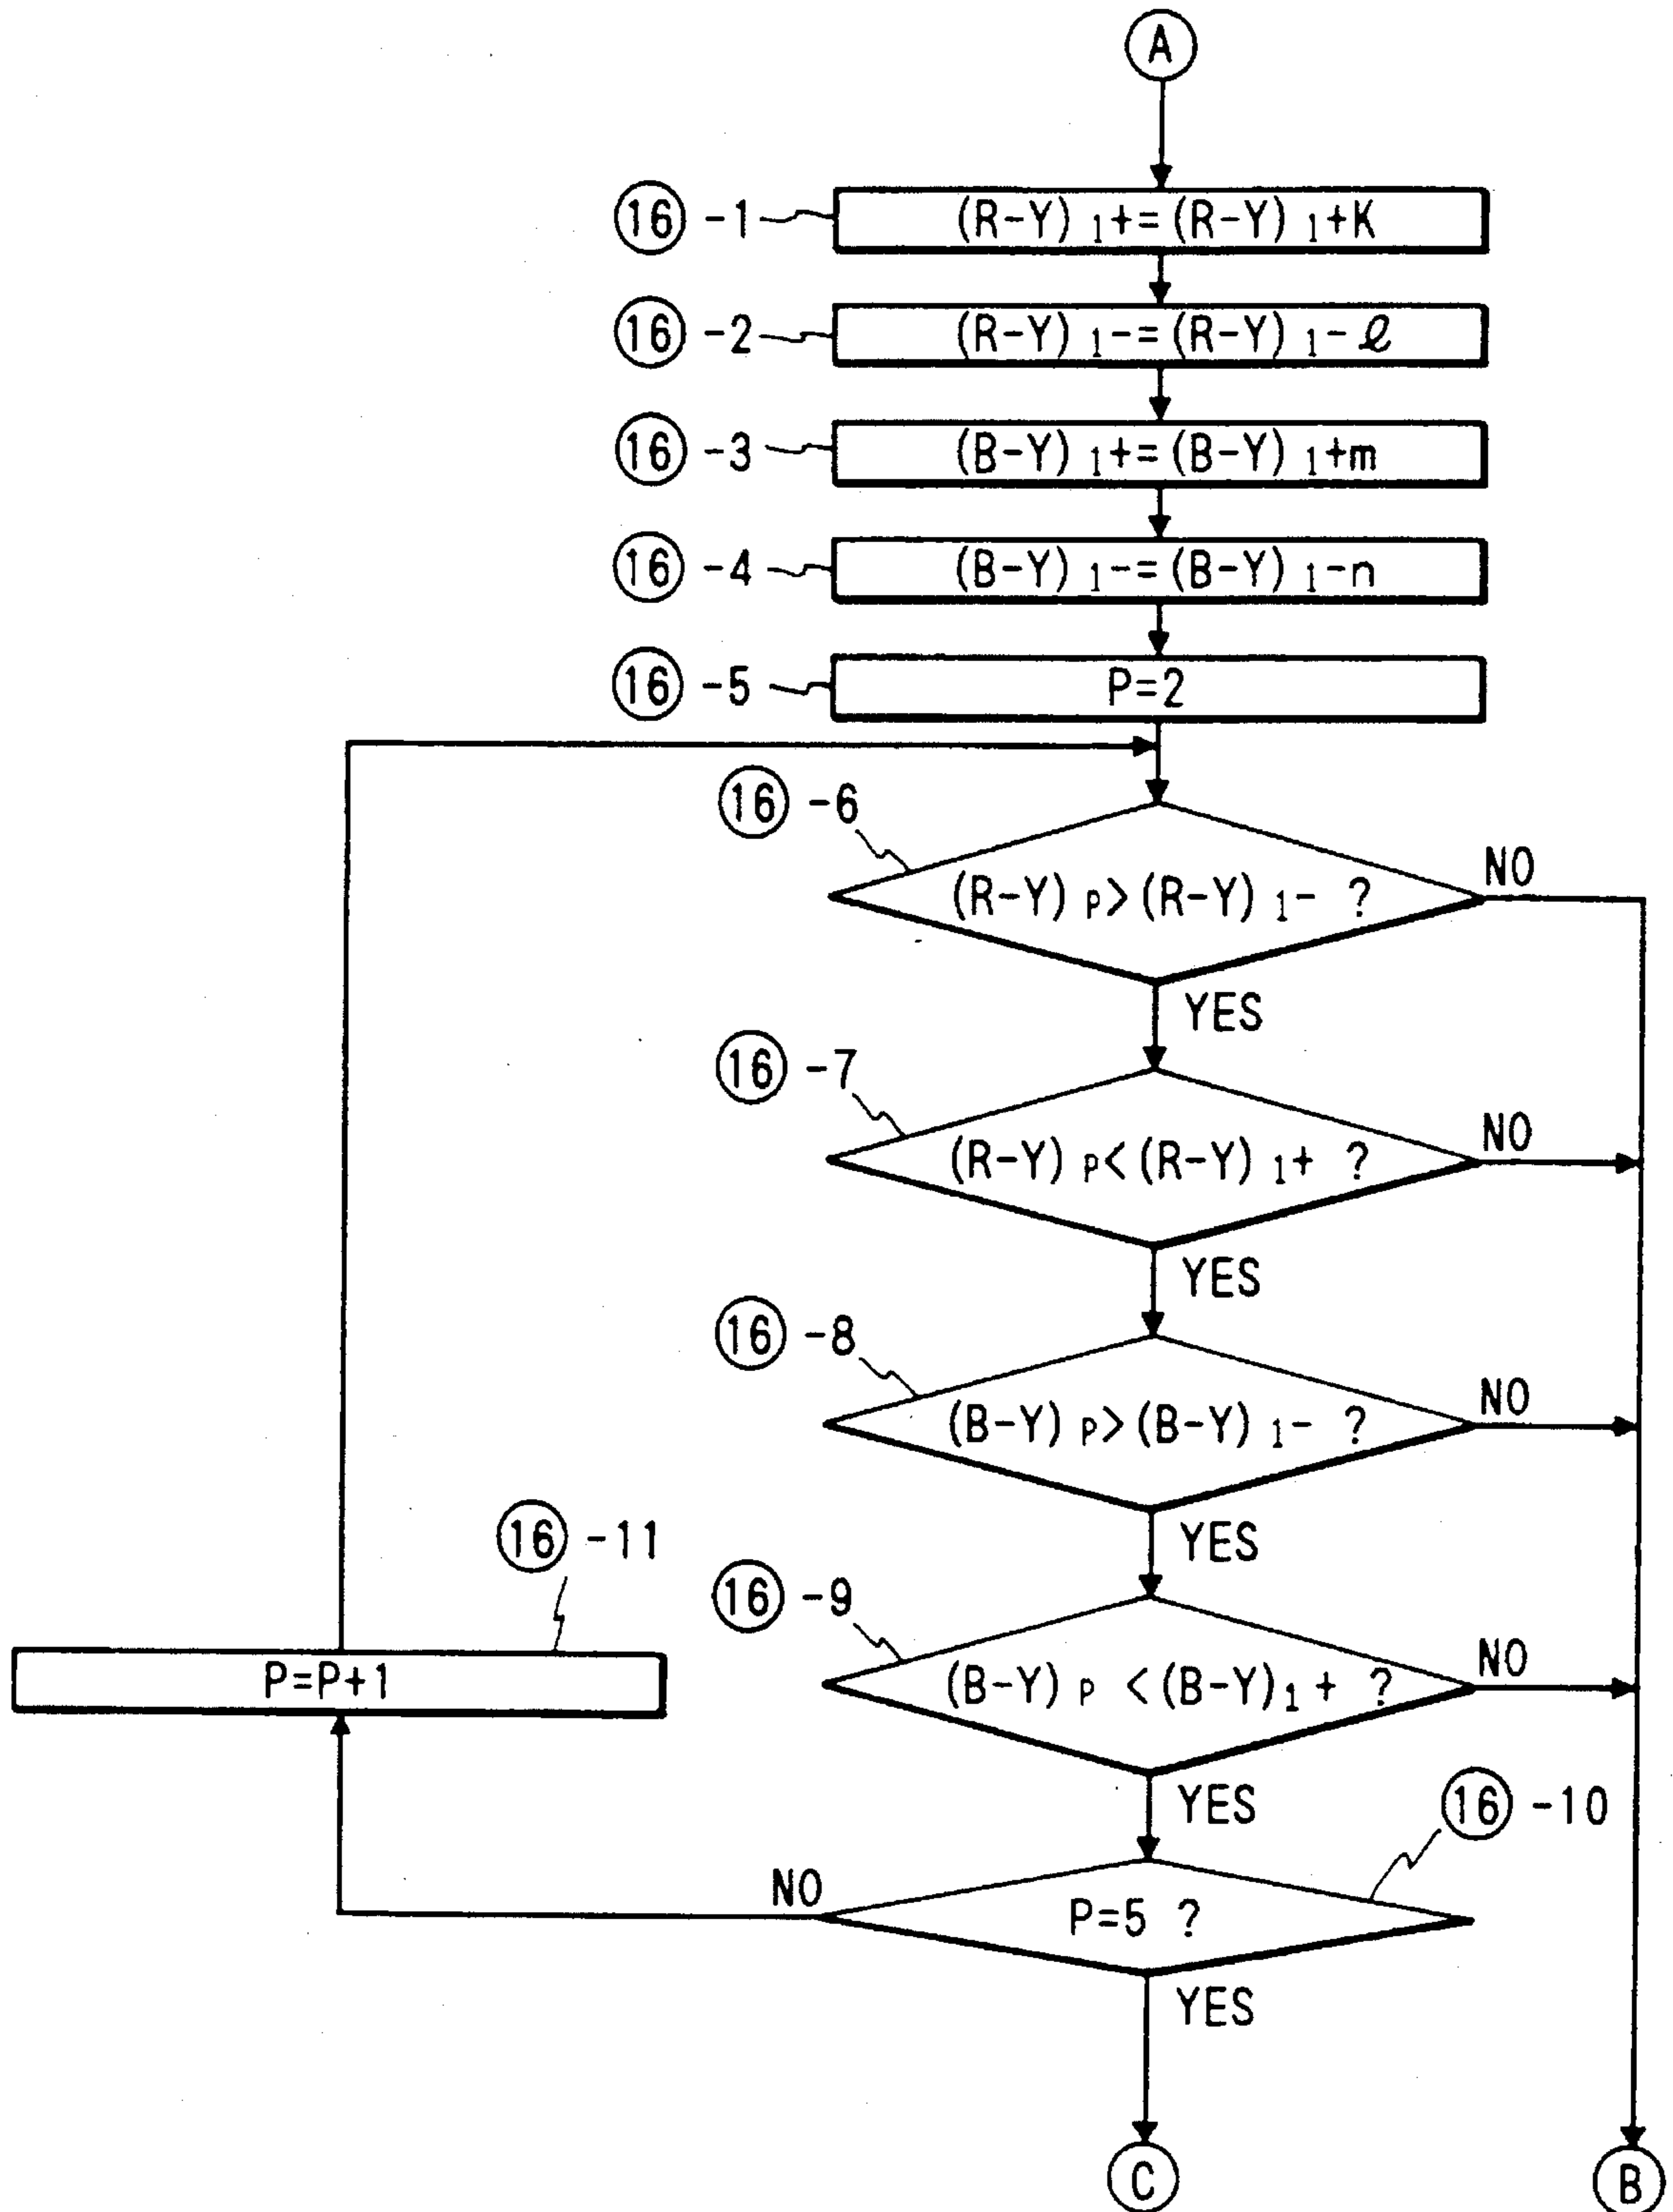 A
16 -1 (R-Y) 1+=(R-Y) 1+K
16 -2 (R-Y) 1-=(R-Y) 1-ℓ
16 -3 (B-Y) 1+=(B-Y) 1+m
16 -4 (B-Y) 1-=(B-Y) 1-n
16 -5 P=2
16 -6
(R-Y) P>(R-Y) 1- ?
NO
YES
16 -7
(R-Y) P<(R-Y) 1+ ?
NO
YES
16 -8
(B-Y) P>(B-Y) 1- ?
NO
YES
16 -11
P=P+1
16 -9
(B-Y) P <(B-Y)1+ ?
NO
YES
16 -10
NO
P=5 ?
YES
C
B